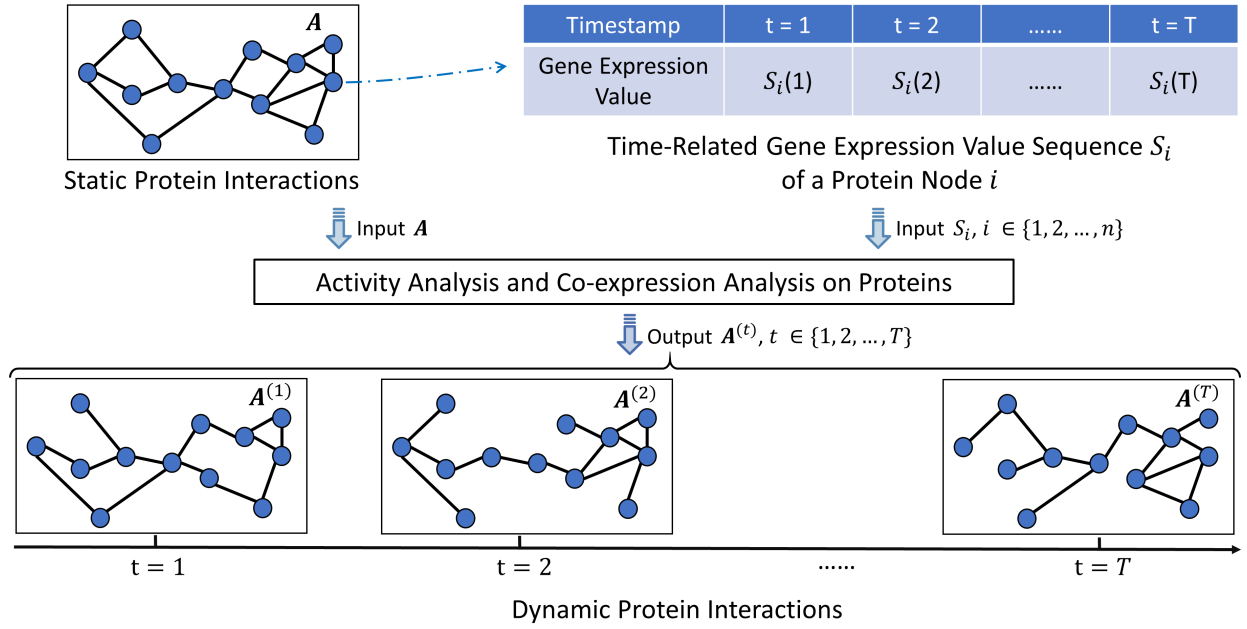 A
Timestamp t = 1 t = 2 …… t = T
Gene Expression
Value
S_i(1) S_i(2) …… S_i(T)
Static Protein Interactions
Time-Related Gene Expression Value Sequence S_i
of a Protein Node i
Input A
Input S_i, i ∈ {1, 2, …, n}
Activity Analysis and Co-expression Analysis on Proteins
Output A^(t), t ∈ {1, 2, …, T}
A^(1) A^(2) A^(T)
t = 1 t = 2 …… t = T
Dynamic Protein Interactions